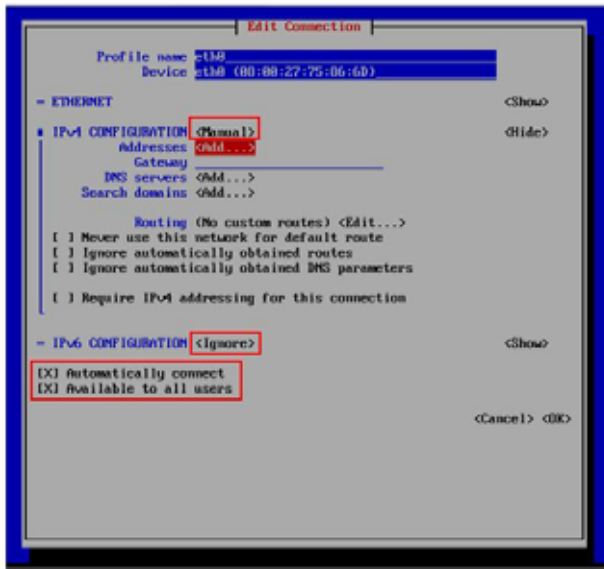 Edit Connection
Profile name eth0
Device eth0 (08:00:27:75:06:6D)
= ETHERNET <Show>
IPv4 CONFIGURATION <Manual> <Hide>
Addresses <Add...>
Gateway
DNS servers <Add...>
Search domains <Add...>
Routing (No custom routes) <Edit...>
[ ] Never use this network for default route
[ ] Ignore automatically obtained routes
[ ] Ignore automatically obtained DNS parameters
[ ] Require IPv4 addressing for this connection
= IPv6 CONFIGURATION <Ignore> <Show>
[X] Automatically connect
[X] Available to all users
<Cancel> <OK>